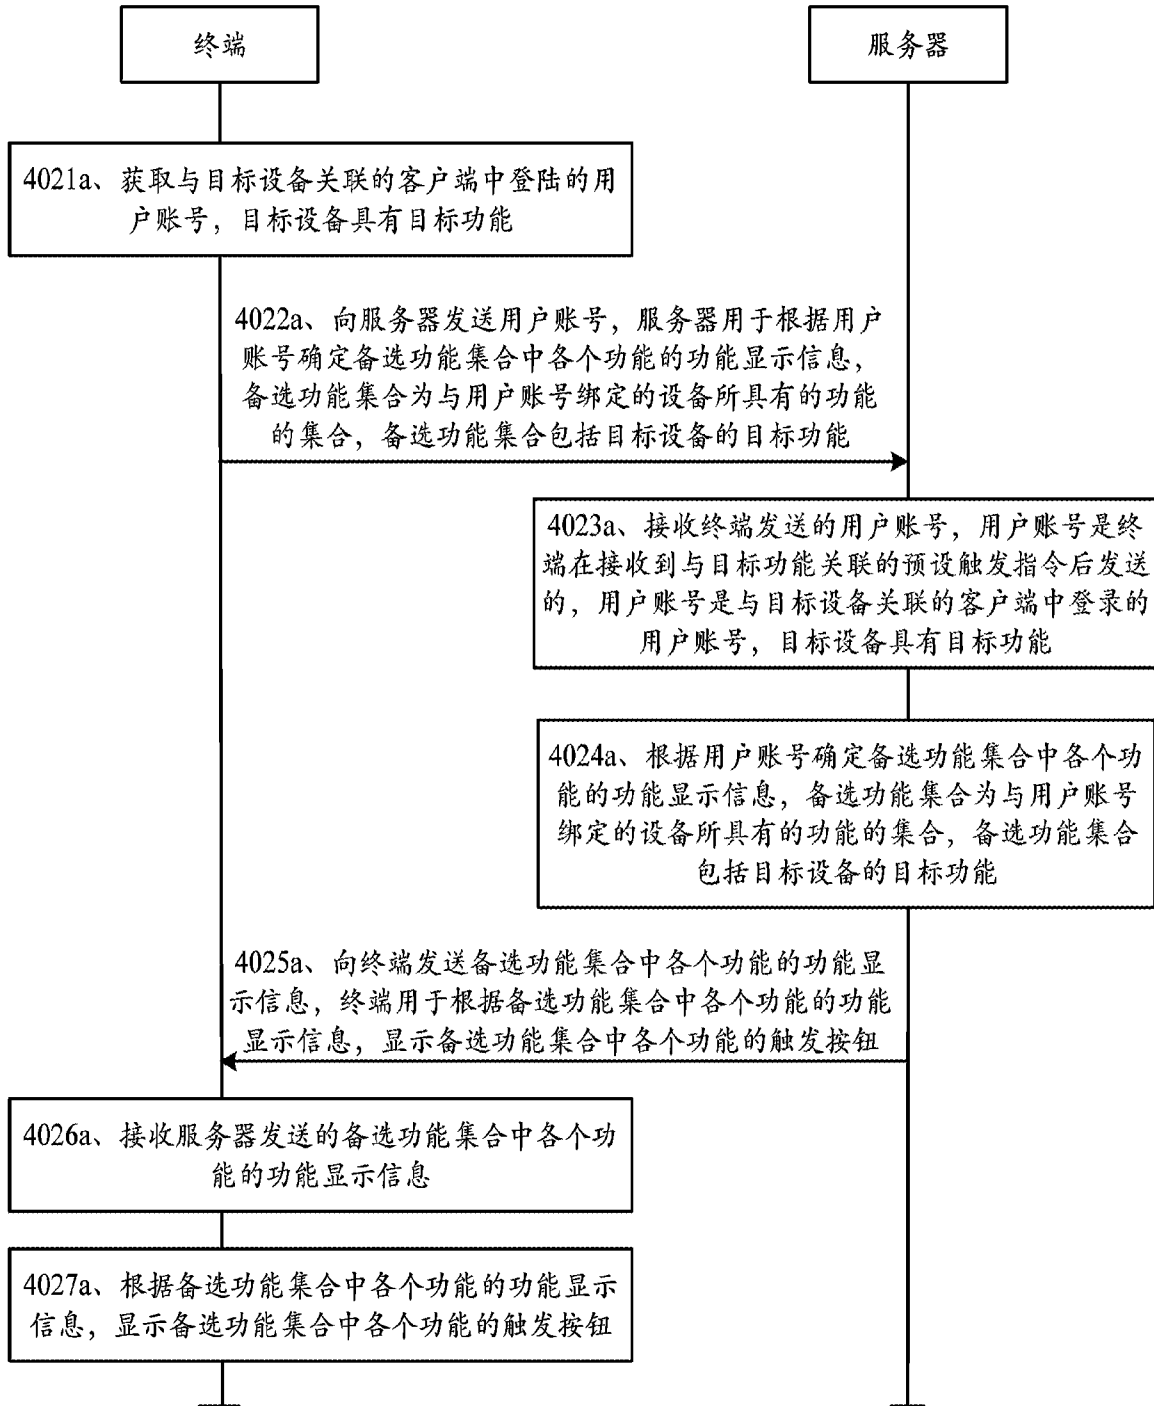 终端
服务器
4021a、获取与目标设备关联的客户端中登陆的用
户账号，目标设备具有目标功能
4022a、向服务器发送用户账号，服务器用于根据用户
账号确定备选功能集合中各个功能的功能显示信息，
备选功能集合为与用户账号绑定的设备所具有的功能
的集合，备选功能集合包括目标设备的目标功能
4023a、接收终端发送的用户账号，用户账号是终
端在接收到与目标功能关联的预设触发指令后发送
的，用户账号是与目标设备关联的客户端中登录的
用户账号，目标设备具有目标功能
4024a、根据用户账号确定备选功能集合中各个功
能的功能显示信息，备选功能集合为与用户账号
绑定的设备所具有的功能的集合，备选功能集合
包括目标设备的目标功能
4025a、向终端发送备选功能集合中各个功能的功能显
示信息，终端用于根据备选功能集合中各个功能的功能
显示信息，显示备选功能集合中各个功能的触发按钮
4026a、接收服务器发送的备选功能集合中各个功
能的功能显示信息
4027a、根据备选功能集合中各个功能的功能显示
信息，显示备选功能集合中各个功能的触发按钮